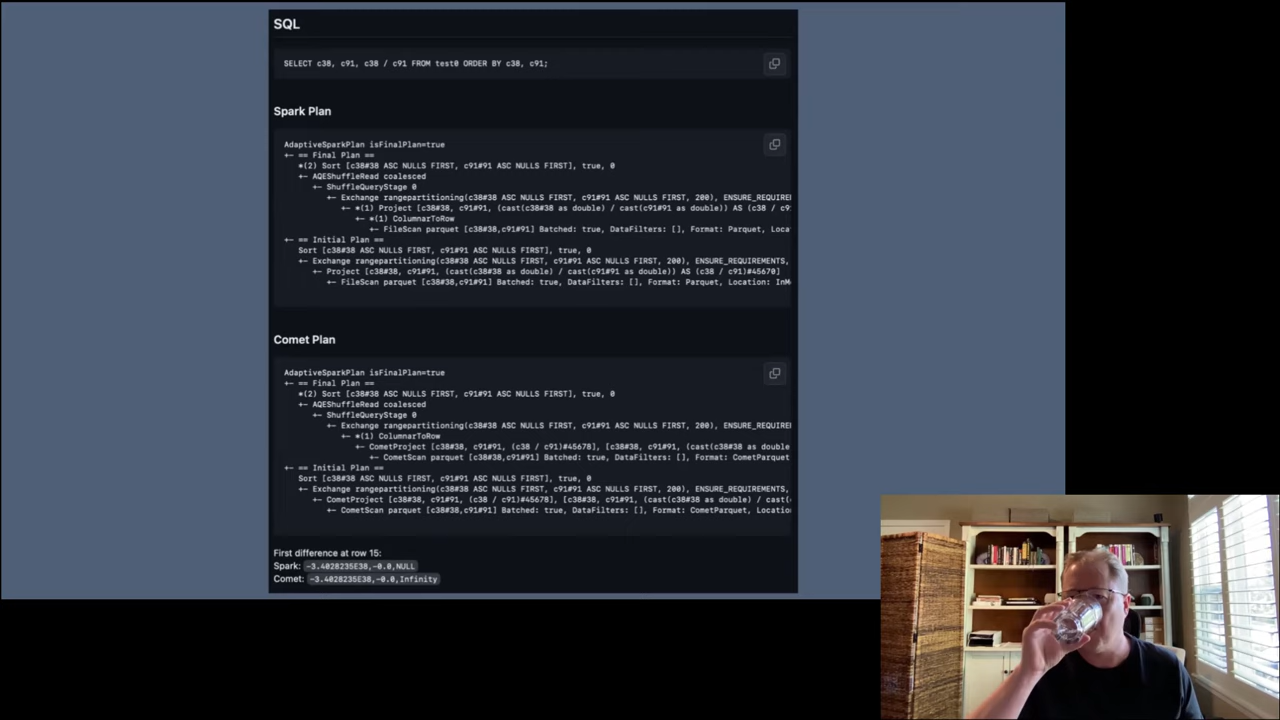 SQL
SELECT c38, c91, c38 / c91 FROM test0 ORDER BY c38, c91;
Spark Plan
AdaptiveSparkPlan isFinalPlan=true
+- == Final Plan ==
*(2) Sort [c38#38 ASC NULLS FIRST, c91#91 ASC NULLS FIRST], true, 0
+- AQEShuffleRead coalesced
+- ShuffleQueryStage 0
+- Exchange rangepartitioning(c38#38 ASC NULLS FIRST, c91#91 ASC NULLS FIRST, 200), ENSURE_REQUIREM
+- *(1) Project [c38#38, c91#91, (cast(c38#38 as double) / cast(c91#91 as double)) AS (c38 / c9
+- *(1) ColumnarToRow
+- FileScan parquet [c38#38,c91#91] Batched: true, DataFilters: [], Format: Parquet, Loca
+- == Initial Plan ==
Sort [c38#38 ASC NULLS FIRST, c91#91 ASC NULLS FIRST], true, 0
+- Exchange rangepartitioning(c38#38 ASC NULLS FIRST, c91#91 ASC NULLS FIRST, 200), ENSURE_REQUIREMENTS,
+- Project [c38#38, c91#91, (cast(c38#38 as double) / cast(c91#91 as double)) AS (c38 / c91)#45670]
+- FileScan parquet [c38#38,c91#91] Batched: true, DataFilters: [], Format: Parquet, Location: InM
Comet Plan
AdaptiveSparkPlan isFinalPlan=true
+- == Final Plan ==
*(2) Sort [c38#38 ASC NULLS FIRST, c91#91 ASC NULLS FIRST], true, 0
+- AQEShuffleRead coalesced
+- ShuffleQueryStage 0
+- Exchange rangepartitioning(c38#38 ASC NULLS FIRST, c91#91 ASC NULLS FIRST, 200), ENSURE_REQUIREM
+- *(1) ColumnarToRow
+- CometProject [c38#38, c91#91, (c38 / c91)#45678], [c38#38, c91#91, (cast(c38#38 as double
+- CometScan parquet [c38#38,c91#91] Batched: true, DataFilters: [], Format: CometParquet,
+- == Initial Plan ==
Sort [c38#38 ASC NULLS FIRST, c91#91 ASC NULLS FIRST], true, 0
+- Exchange rangepartitioning(c38#38 ASC NULLS FIRST, c91#91 ASC NULLS FIRST, 200), ENSURE_REQUIREMENTS,
+- CometProject [c38#38, c91#91, (c38 / c91)#45678], [c38#38, c91#91, (cast(c38#38 as double) / cast(
+- CometScan parquet [c38#38,c91#91] Batched: true, DataFilters: [], Format: CometParquet, Locatio
First difference at row 15:
Spark: -3.4028235E38,-0.0,NULL
Comet: -3.4028235E38,-0.0,Infinity